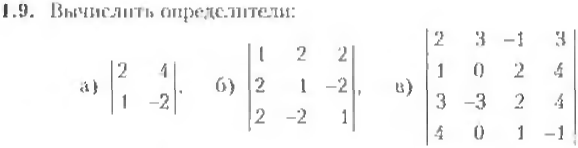 1.9. Вычислить определители:
а) |2 4; 1 −2|, б) |1 2 2; 2 1 −2; 2 −2 1|, в) |2 3 −1 3; 1 0 2 4; 3 −3 2 4; 4 0 1 −1|